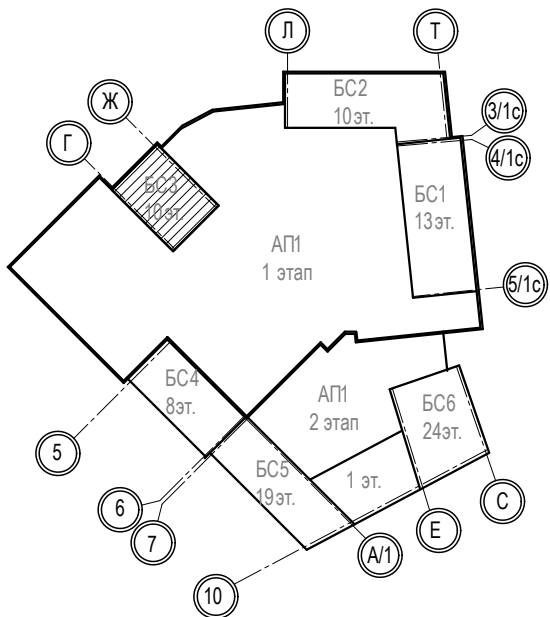 Л
Т
БС2
10эт.
3/1с
4/1с
Ж
Г
БС3
10эт.
БС1
13эт.
АП1
1 этап
5/1с
БС4
8эт.
АП1
2 этап
БС6
24эт.
5
БС5
19эт.
1 эт.
6
7
С
Е
А/1
10